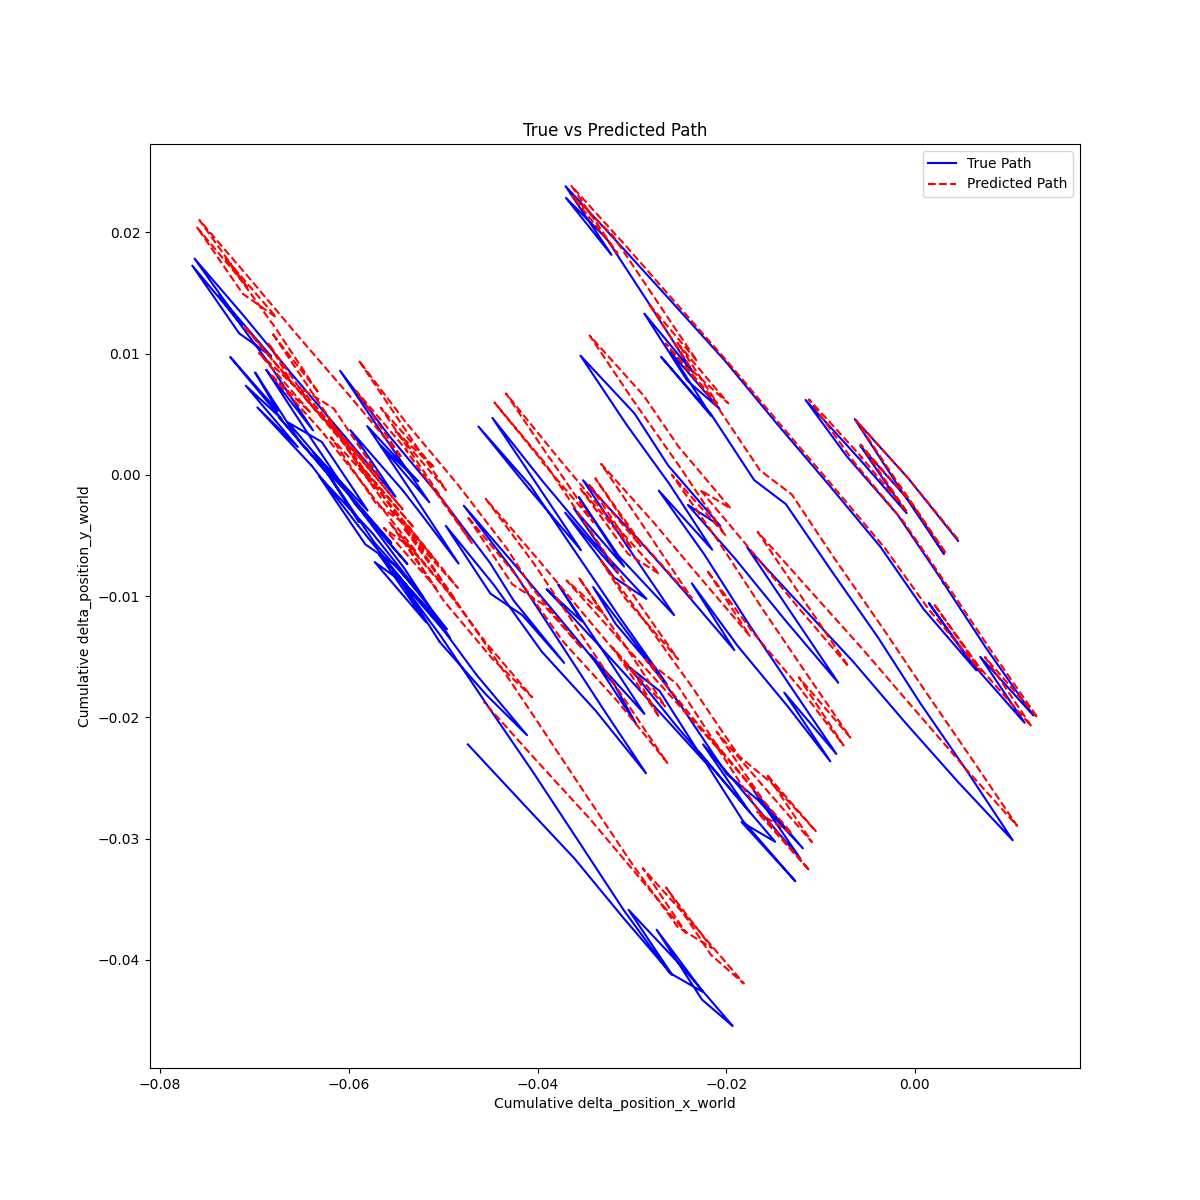 True vs Predicted Path
True Path
Predicted Path
0.02
0.01
0.00
−0.01
−0.02
−0.03
−0.04
Cumulative delta_position_y_world
−0.08
−0.06
−0.04
−0.02
0.00
Cumulative delta_position_x_world